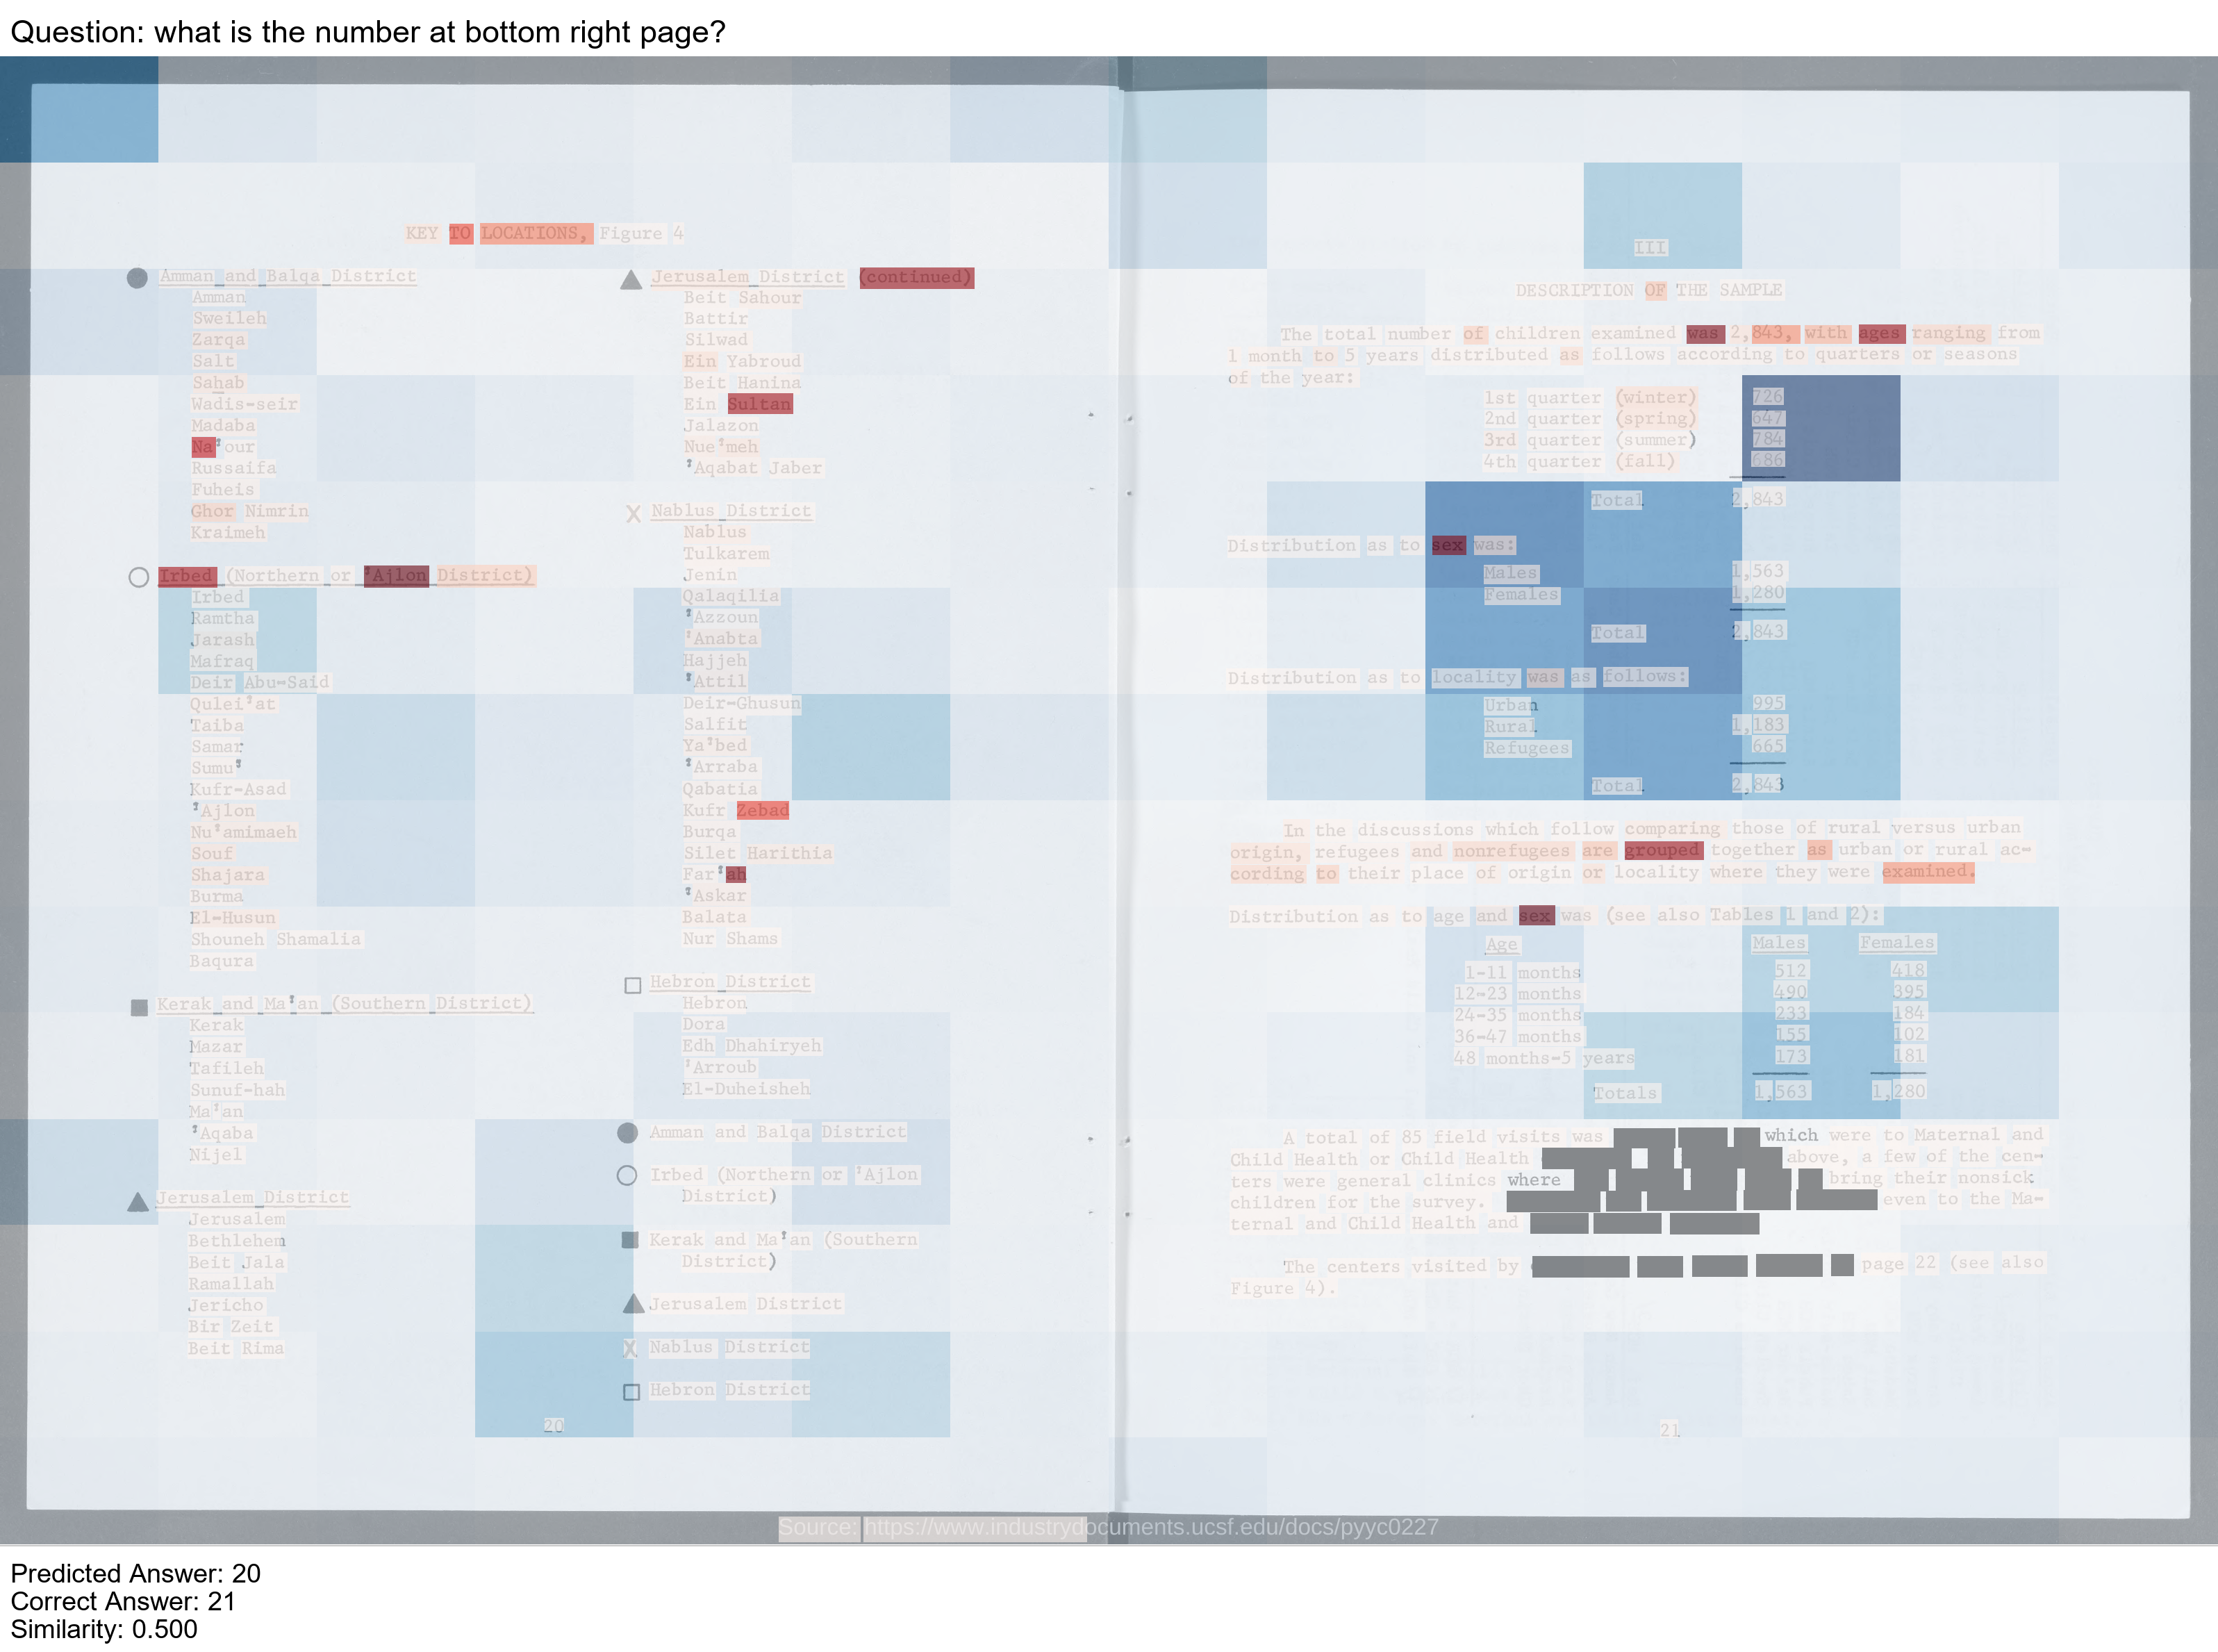 Question: what is the number at bottom right page?
KEY TO LOCATIONS, Figure 4
Amman and Balqa District
Amman
Sweileh
Zarqa
Salt
Sahab
Wadis-seir
Madaba
Na'our
Russaifa
Fuheis
Ghor Nimrin
Kraimeh
Irbed (Northern or 'Ajlon District)
Irbed
Ramtha
Jarash
Mafraq
Deir Abu-Said
Qulei'at
Taiba
Samar
Sumu'
Kufr-Asad
'Ajlon
Nu'amimaeh
Souf
Shajara
Burma
El-Husun
Shouneh Shamalia
Baqura
Kerak and Ma'an (Southern District)
Kerak
Mazar
Tafileh
Sunuf-hah
Ma'an
'Aqaba
Nijel
Jerusalem District
Jerusalem
Bethlehem
Beit Jala
Ramallah
Jericho
Bir Zeit
Beit Rima
Jerusalem District (continued)
Beit Sahour
Battir
Silwad
Ein Yabroud
Beit Hanina
Ein Sultan
Jalazon
Nue'meh
'Aqabat Jaber
X Nablus District
Nablus
Tulkarem
Jenin
Qalaqilia
'Azzoun
'Anabta
Hajjeh
'Attil
Deir-Ghusun
Salfit
Ya'bed
'Arraba
Qabatia
Kufr Zebad
Burqa
Silet Harithia
Far'ah
'Askar
Balata
Nur Shams
Hebron District
Hebron
Dora
Edh Dhahiryeh
'Arroub
El-Duheisheh
Amman and Balqa District
Irbed (Northern or 'Ajlon
District)
Kerak and Ma'an (Southern
District)
Jerusalem District
X Nablus District
Hebron District
20
III
DESCRIPTION OF THE SAMPLE
The total number of children examined was 2,843, with ages ranging from
1 month to 5 years distributed as follows according to quarters or seasons
of the year:
1st quarter (winter) 726
2nd quarter (spring) 647
3rd quarter (summer) 784
4th quarter (fall) 686
Total 2,843
Distribution as to sex was:
Males 1,563
Females 1,280
Total 2,843
Distribution as to locality was as follows:
Urban 995
Rural 1,183
Refugees 665
Total 2,843
In the discussions which follow comparing those of rural versus urban
origin, refugees and nonrefugees are grouped together as urban or rural ac-
cording to their place of origin or locality where they were examined.
Distribution as to age and sex was (see also Tables 1 and 2):
Age Males Females
1-11 months 512 418
12-23 months 490 395
24-35 months 233 184
36-47 months 155 102
48 months-5 years 173 181
Totals 1,563 1,280
A total of 85 field visits was which were to Maternal and
Child Health or Child Health above, a few of the cen-
ters were general clinics where bring their nonsick
children for the survey. even to the Ma-
ternal and Child Health and
The centers visited by page 22 (see also
Figure 4).
21
Source: https://www.industrydocuments.ucsf.edu/docs/pyyc0227
Predicted Answer: 20
Correct Answer: 21
Similarity: 0.500